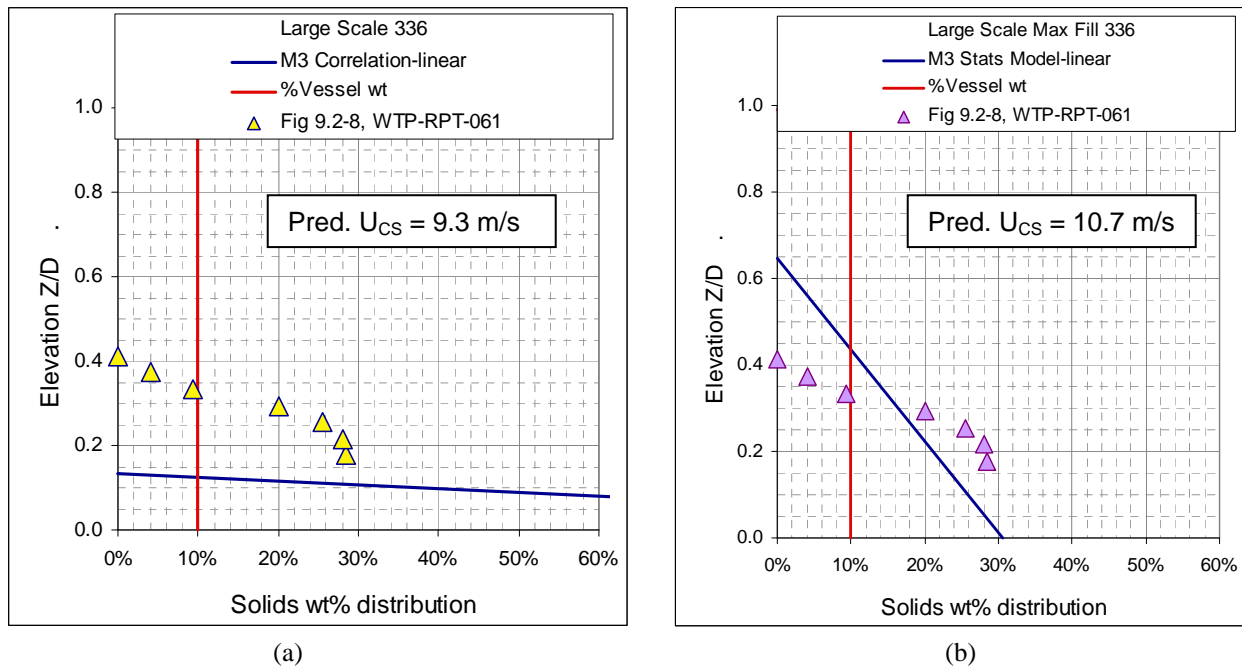 Large Scale 336
M3 Correlation-linear
%Vessel wt
Fig 9.2-8, WTP-RPT-061
Pred. UCS = 9.3 m/s
Elevation Z/D
.
1.0
0.8
0.6
0.4
0.2
0.0
0% 10% 20% 30% 40% 50% 60%
Solids wt% distribution
(a)
Large Scale Max Fill 336
M3 Stats Model-linear
%Vessel wt
Fig 9.2-8, WTP-RPT-061
Pred. UCS = 10.7 m/s
Elevation Z/D
.
1.0
0.8
0.6
0.4
0.2
0.0
0% 10% 20% 30% 40% 50% 60%
Solids wt% distribution
(b)